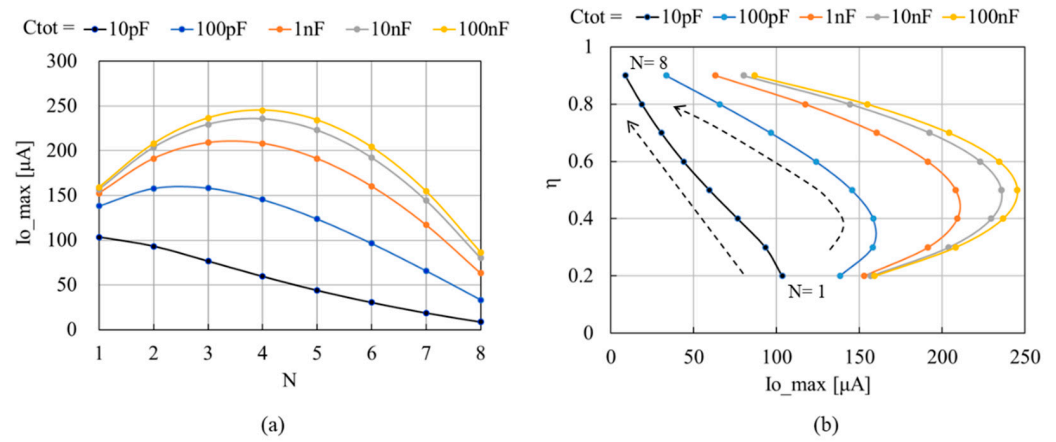 Ctot = 10pF 100pF 1nF 10nF 100nF
300
250
200
150
100
50
0
Io_max [µA]
1 2 3 4 5 6 7 8
N
(a)
Ctot = 10pF 100pF 1nF 10nF 100nF
1
0.8
0.6
0.4
0.2
0
η
N= 8
N= 1
0 50 100 150 200 250
Io_max [µA]
(b)